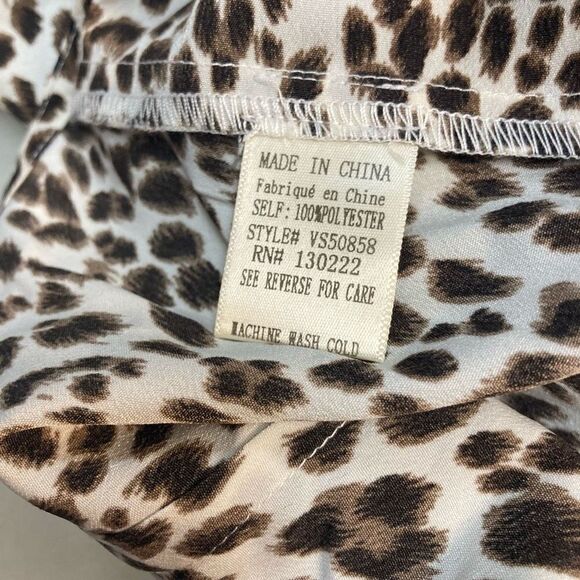 MADE IN CHINA
Fabriqué en Chine
SELF: 100%POLYESTER
STYLE# VS50858
RN# 130222
SEE REVERSE FOR CARE
MACHINE WASH COLD